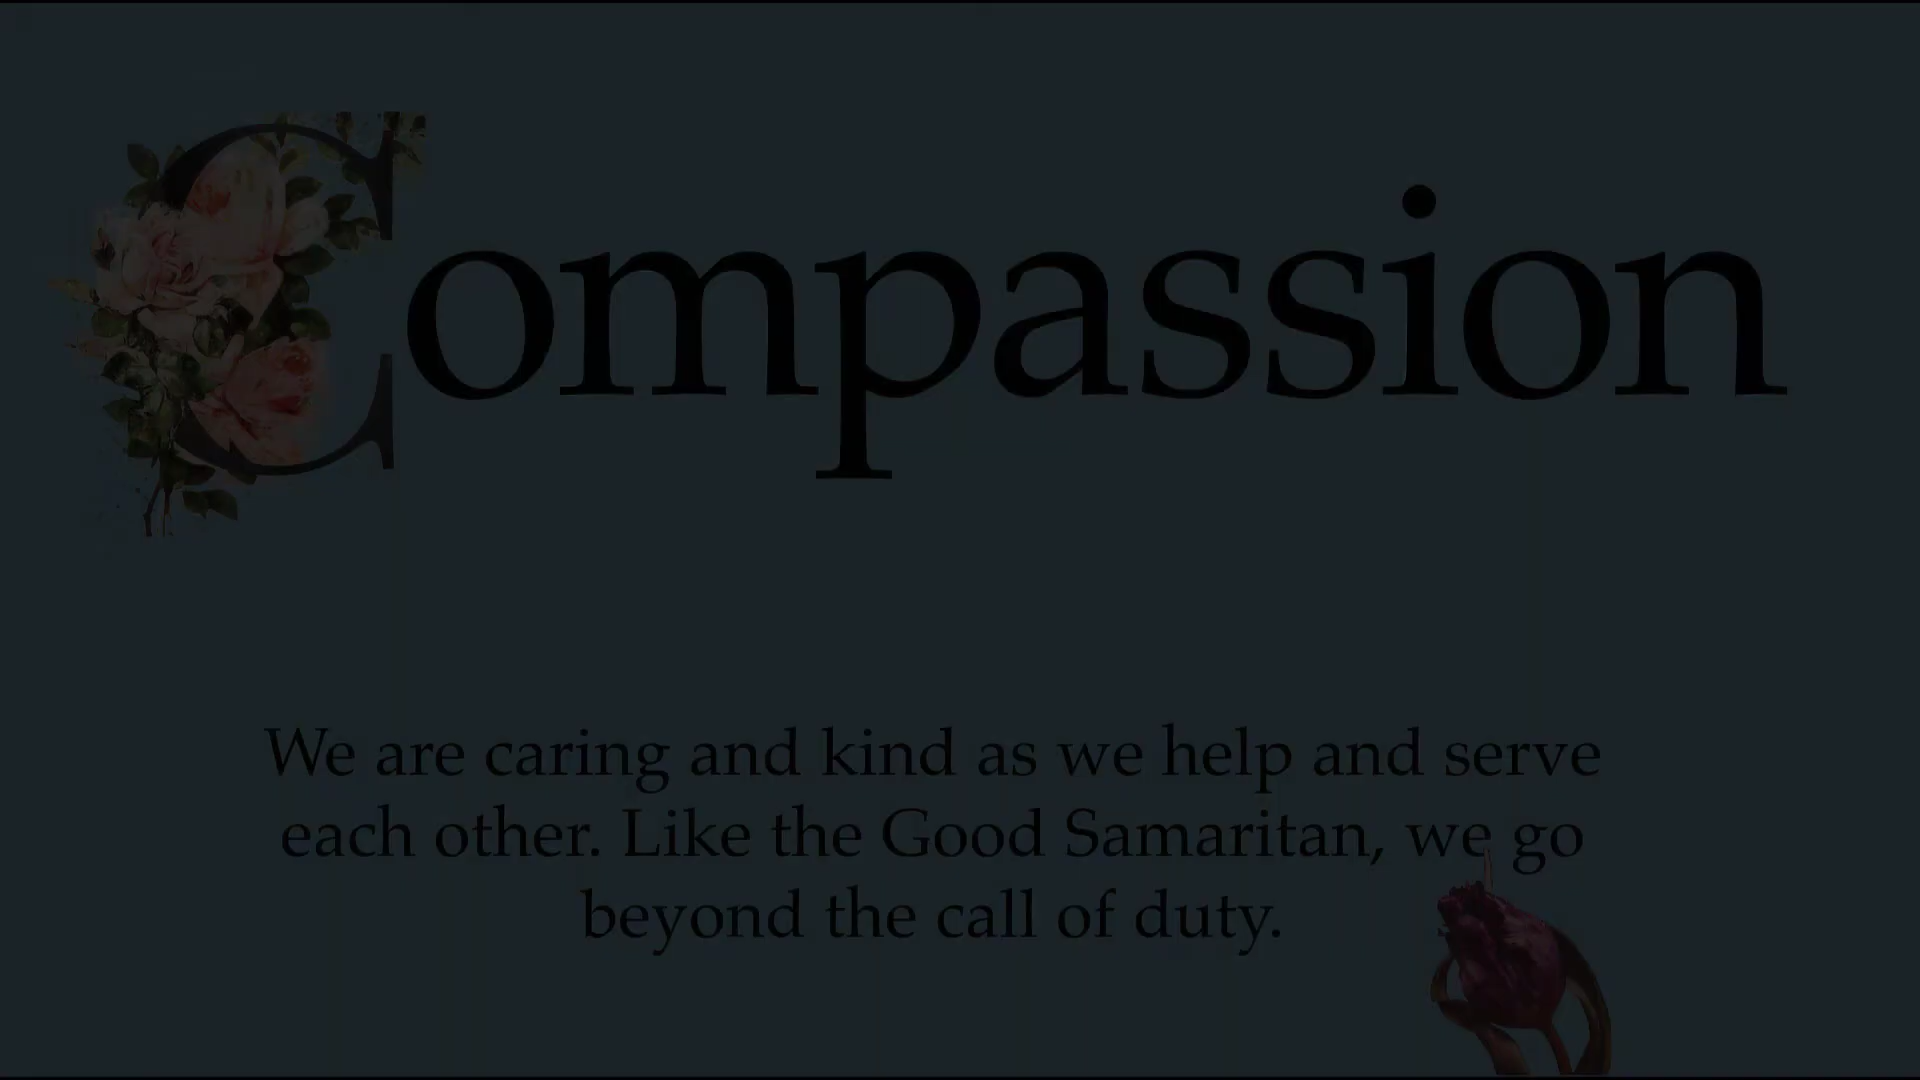 Compassion
We are caring and kind as we help and serve
each other. Like the Good Samaritan, we go
beyond the call of duty.